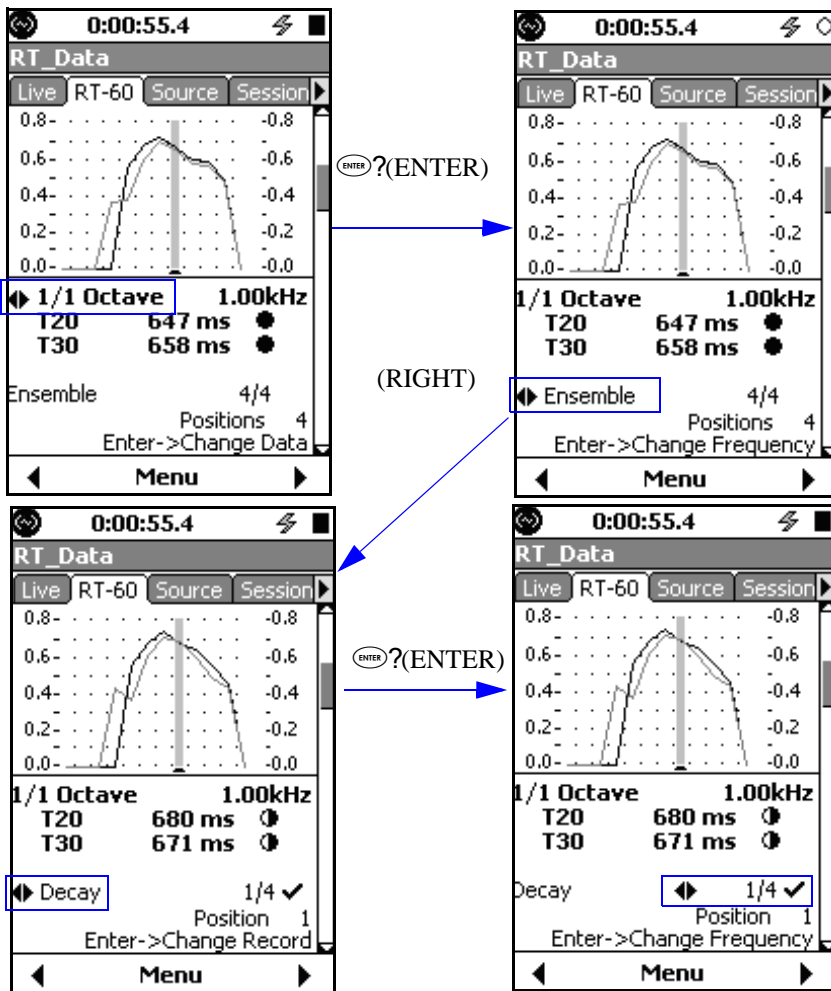 0:00:55.4
RT_Data
Live RT-60 Source Session
0.8- -0.8
0.6- -0.6
0.4- -0.4
0.2- -0.2
0.0- -0.0
1/1 Octave 1.00kHz
T20 647 ms
T30 658 ms
Ensemble 4/4
Positions 4
Enter->Change Data
Menu
ENTER ?(ENTER)
0:00:55.4
RT_Data
Live RT-60 Source Session
0.8- -0.8
0.6- -0.6
0.4- -0.4
0.2- -0.2
0.0- -0.0
1/1 Octave 1.00kHz
T20 647 ms
T30 658 ms
Ensemble 4/4
Positions 4
Enter->Change Frequency
Menu
(RIGHT)
0:00:55.4
RT_Data
Live RT-60 Source Session
0.8- -0.8
0.6- -0.6
0.4- -0.4
0.2- -0.2
0.0- -0.0
1/1 Octave 1.00kHz
T20 680 ms
T30 671 ms
Decay 1/4 ✔
Position 1
Enter->Change Record
Menu
ENTER ?(ENTER)
0:00:55.4
RT_Data
Live RT-60 Source Session
0.8- -0.8
0.6- -0.6
0.4- -0.4
0.2- -0.2
0.0- -0.0
1/1 Octave 1.00kHz
T20 680 ms
T30 671 ms
Decay 1/4 ✔
Position 1
Enter->Change Frequency
Menu